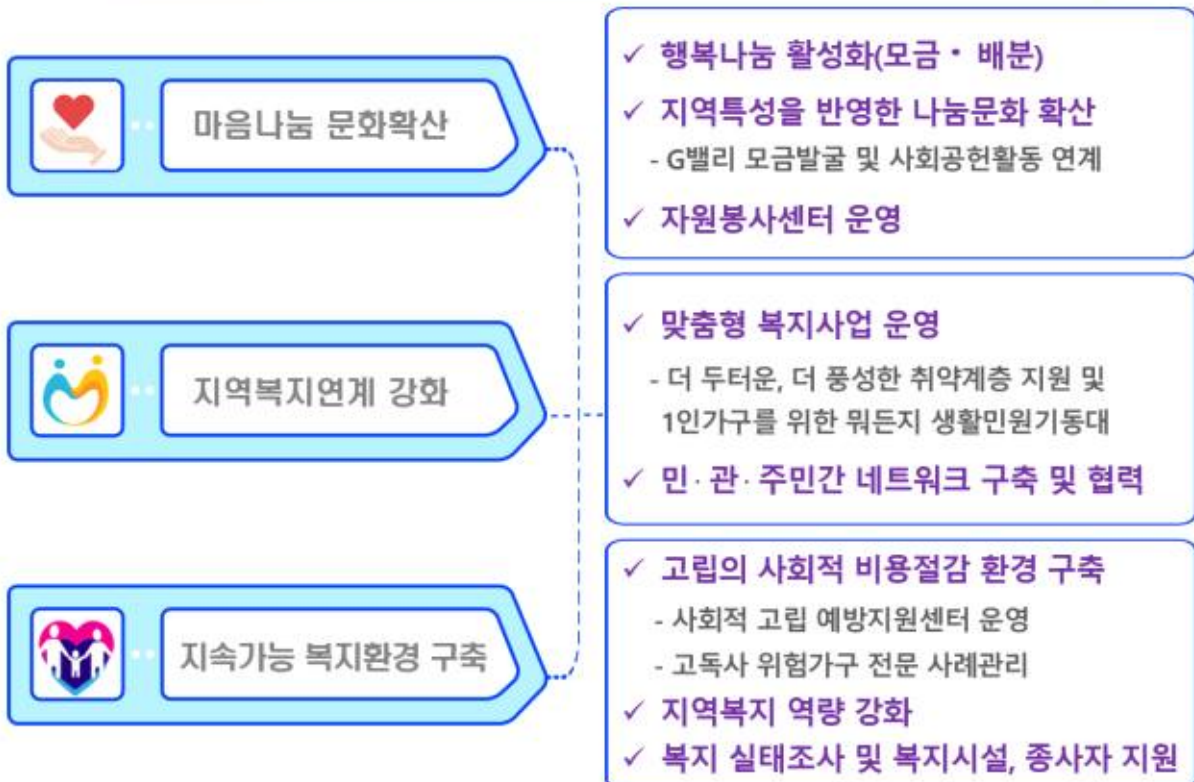 마음나눔 문화확산
✓ 행복나눔 활성화(모금 · 배분)
✓ 지역특성을 반영한 나눔문화 확산
- G밸리 모금발굴 및 사회공헌활동 연계
✓ 자원봉사센터 운영
지역복지연계 강화
✓ 맞춤형 복지사업 운영
- 더 두터운, 더 풍성한 취약계층 지원 및
1인가구를 위한 뭐든지 생활민원기동대
✓ 민·관·주민간 네트워크 구축 및 협력
지속가능 복지환경 구축
✓ 고립의 사회적 비용절감 환경 구축
- 사회적 고립 예방지원센터 운영
- 고독사 위험가구 전문 사례관리
✓ 지역복지 역량 강화
✓ 복지 실태조사 및 복지시설, 종사자 지원